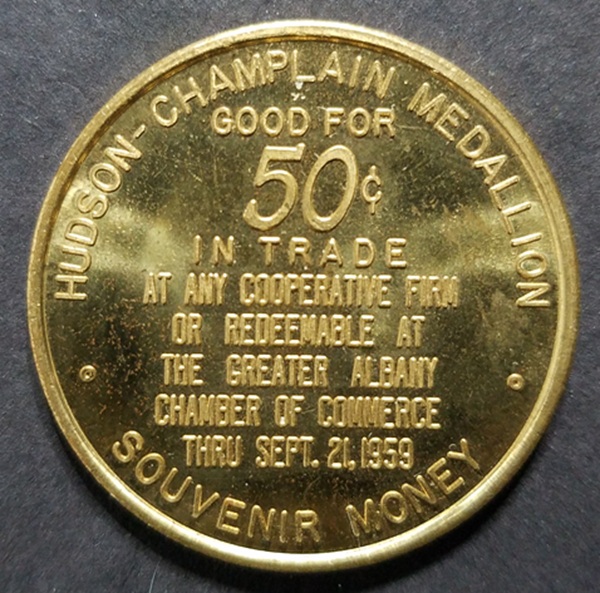 HUDSON-CHAMPLAIN MEDALLION
GOOD FOR
50¢
IN TRADE
AT ANY COOPERATIVE FIRM
OR REDEEMABLE AT
THE GREATER ALBANY
CHAMBER OF COMMERCE
THRU SEPT. 21, 1959
SOUVENIR MONEY